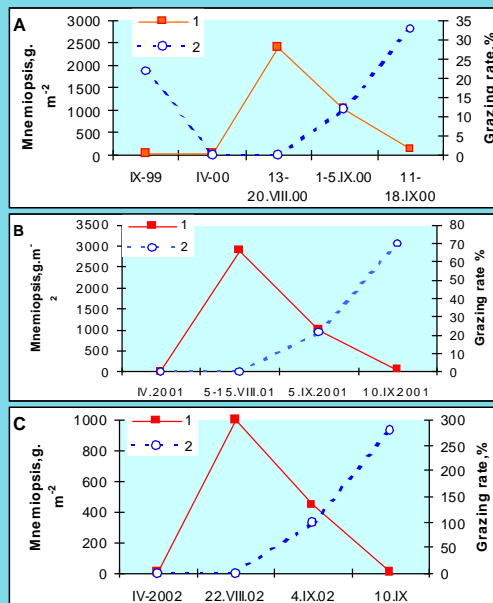 A
Mnemiopsis,g.
m-2
3000
2500
2000
1500
1000
500
0
1
2
35
30
25
20
15
10
5
0
Grazing rate,%
IX-99
IV-00
13-
20.VIII.00
1-5.IX.00
11-
18.IX00
B
Mnemiopsis,g.m-
2
3500
3000
2500
2000
1500
1000
500
0
1
2
80
70
60
50
40
30
20
10
0
Grazing rate %
IV.2001
5-15.VIII.01
5.IX.2001
10.IX2001
C
Mnemiopsis,g.
m-2
1000
800
600
400
200
0
1
2
300
250
200
150
100
50
0
Grazing rate,%
IV-2002
22.VIII.02
4.IX.02
10.IX